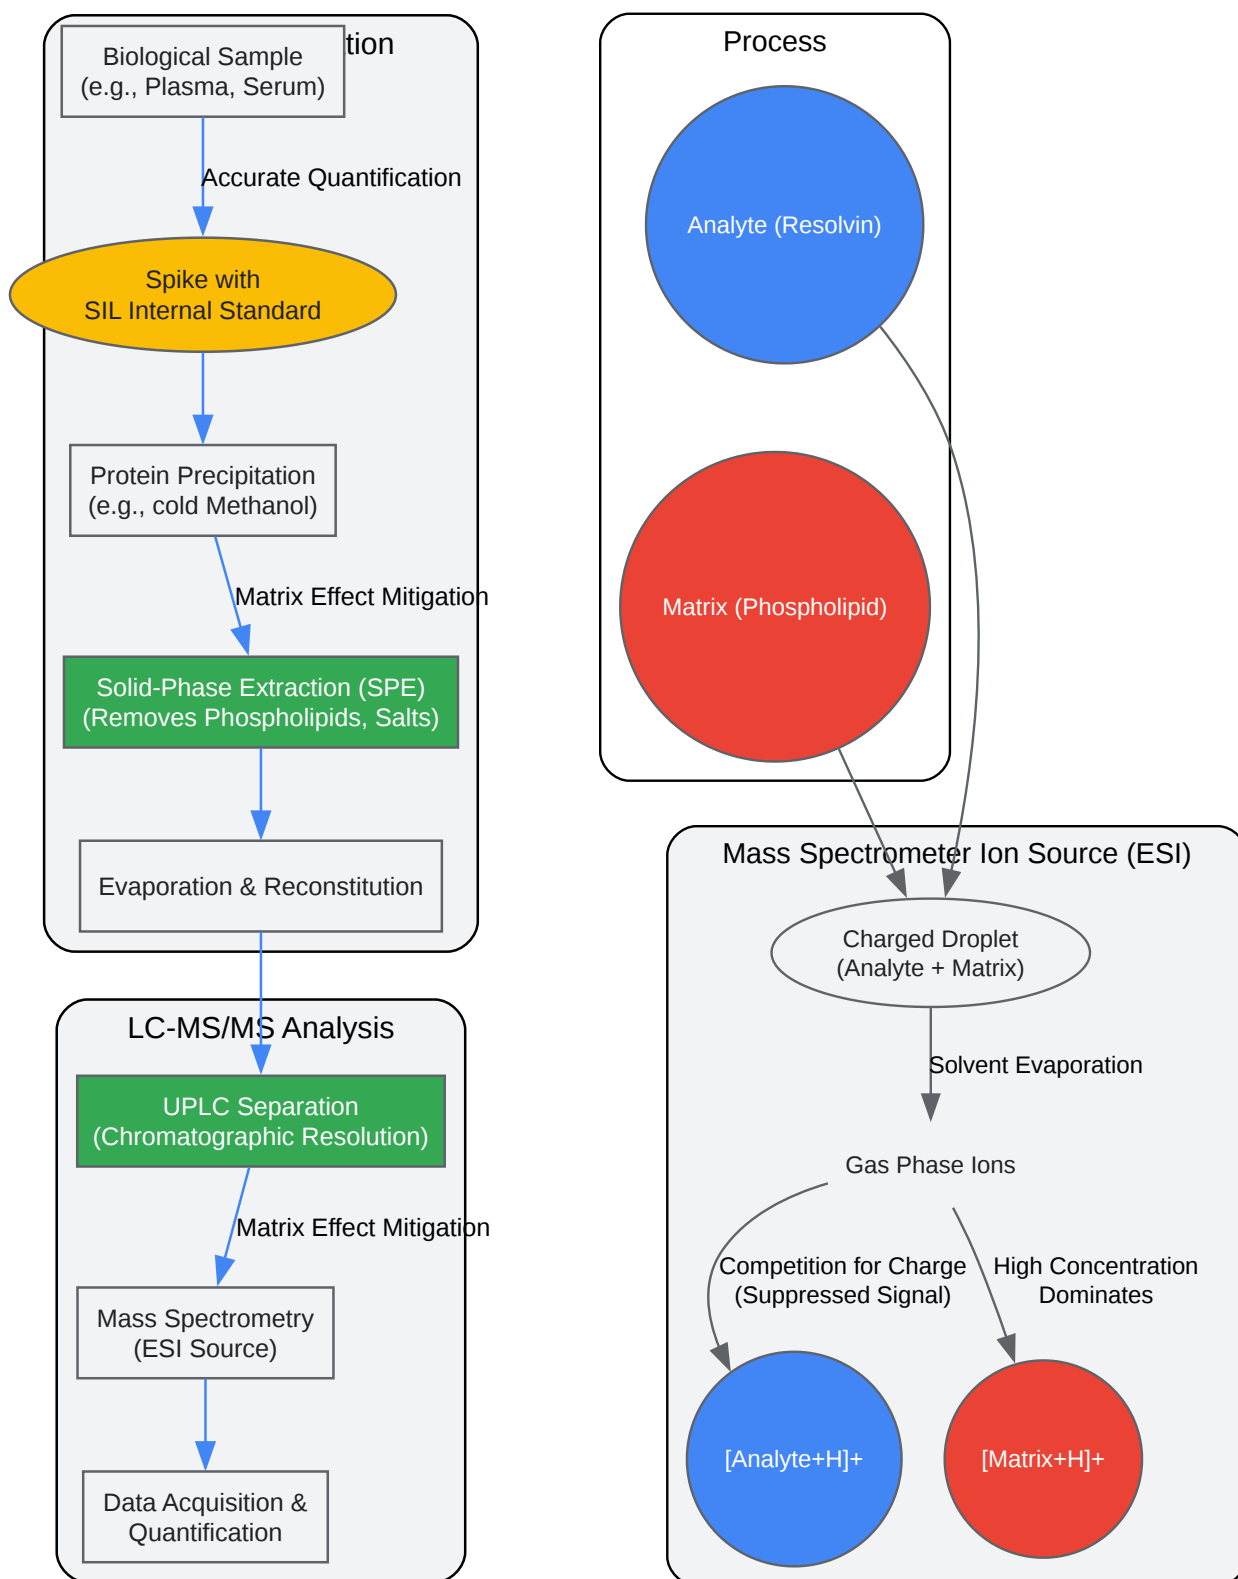 tion
Biological Sample
(e.g., Plasma, Serum)
Accurate Quantification
Spike with
SIL Internal Standard
Protein Precipitation
(e.g., cold Methanol)
Matrix Effect Mitigation
Solid-Phase Extraction (SPE)
(Removes Phospholipids, Salts)
Evaporation & Reconstitution
LC-MS/MS Analysis
UPLC Separation
(Chromatographic Resolution)
Matrix Effect Mitigation
Mass Spectrometry
(ESI Source)
Data Acquisition &
Quantification
Process
Analyte (Resolvin)
Matrix (Phospholipid)
Mass Spectrometer Ion Source (ESI)
Charged Droplet
(Analyte + Matrix)
Solvent Evaporation
Gas Phase Ions
Competition for Charge
(Suppressed Signal)
High Concentration
Dominates
[Analyte+H]+
[Matrix+H]+